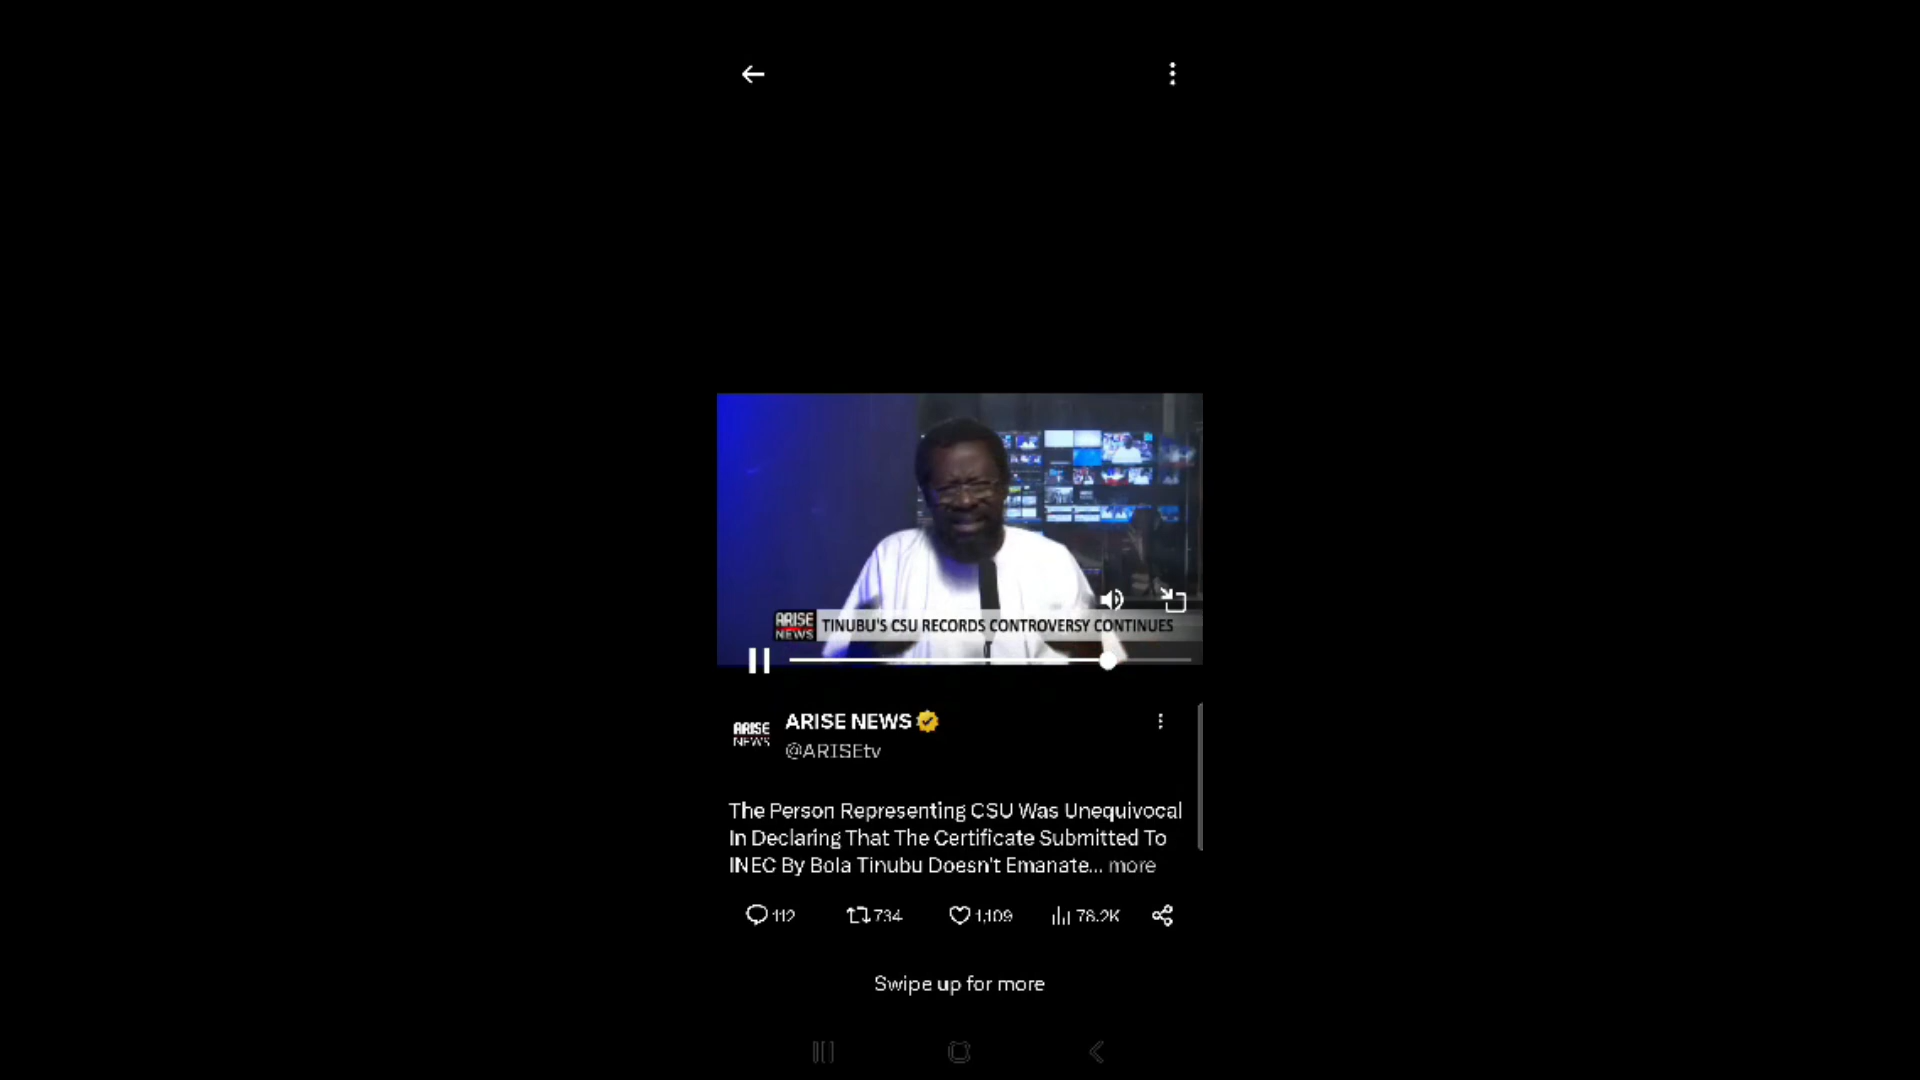 ARISE
NEWS
TINUBU'S CSU RECORDS CONTROVERSY CONTINUES
ARISE
NEWS
ARISE NEWS
@ARISEtv
The Person Representing CSU Was Unequivocal
In Declaring That The Certificate Submitted To
INEC By Bola Tinubu Doesn't Emanate... more
112
734
1,109
78.2K
Swipe up for more